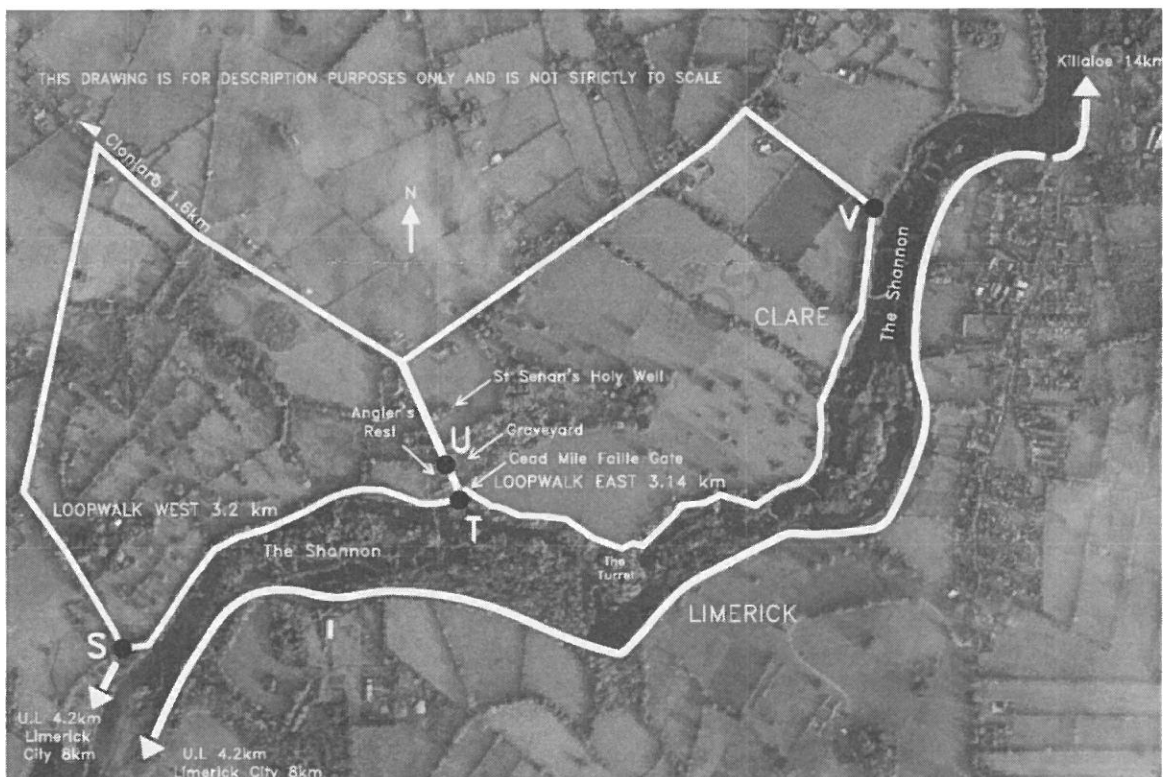 THIS DRAWING IS FOR DESCRIPTION PURPOSES ONLY AND IS NOT STRICTLY TO SCALE
Killaloe 14km
Clonlara 1.6km
N
V
The Shannon
CLARE
St Senan's Holy Well
Angler's
Rest
U
Graveyard
Cead Mile Failte Gate
LOOPWALK EAST 3.14 km
LOOPWALK WEST 3.2 km
T
The Shannon
The
Turret
LIMERICK
S
U.L 4.2km
Limerick
City 8km
U.L 4.2km
Limerick City 8km